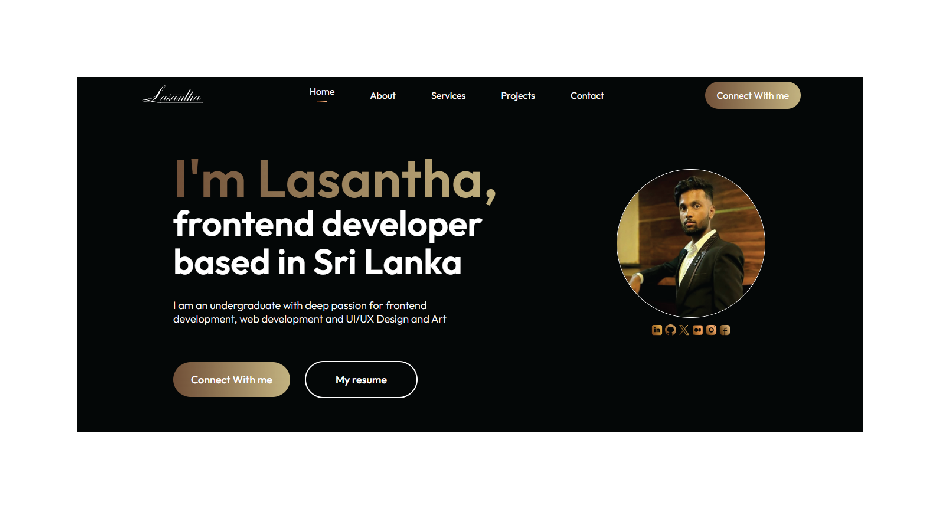 Lasantha
Home
About
Services
Projects
Contact
Connect With me
I'm Lasantha,
frontend developer
based in Sri Lanka
I am an undergraduate with deep passion for frontend
development, web development and UI/UX Design and Art
Connect With me
My resume